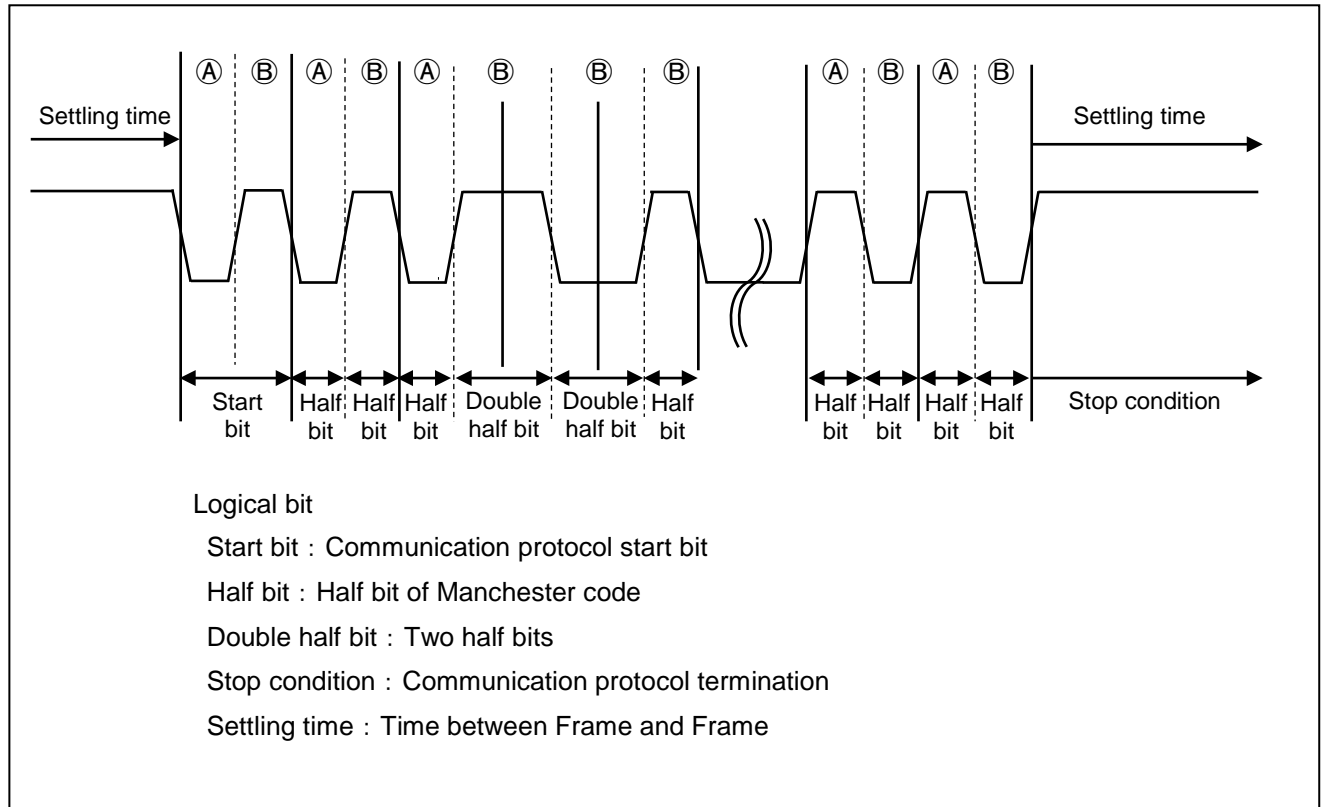 Ⓐ Ⓑ Ⓐ Ⓑ Ⓐ Ⓑ Ⓑ Ⓑ Ⓐ Ⓑ Ⓐ Ⓑ
Settling time Settling time
Start Half Half Half Double Double Half Half Half Half Half Stop condition
bit bit bit bit half bit half bit bit bit bit bit bit
Logical bit
Start bit : Communication protocol start bit
Half bit : Half bit of Manchester code
Double half bit : Two half bits
Stop condition : Communication protocol termination
Settling time : Time between Frame and Frame